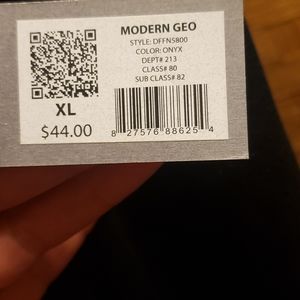 MODERN GEO
STYLE: DFFN5800
COLOR: ONYX
DEPT# 213
CLASS# 80
SUB CLASS# 82
XL
$44.00
8 27576 88625 4